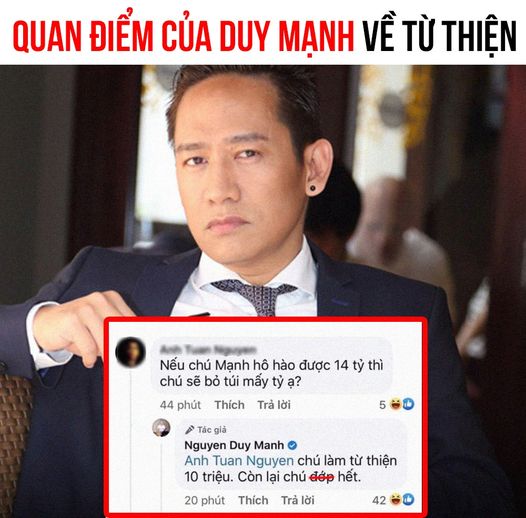 QUAN ĐIỂM CỦA DUY MẠNH VỀ TỪ THIỆN
Anh Tuan Nguyen
Nếu chú Mạnh hô hào được 14 tỷ thì
chú sẽ bỏ túi mấy tỷ ạ?
44 phút Thích Trả lời 5
Tác giả
Nguyen Duy Manh
Anh Tuan Nguyen chú làm từ thiện
10 triệu. Còn lại chú đớp hết.
20 phút Thích Trả lời 42